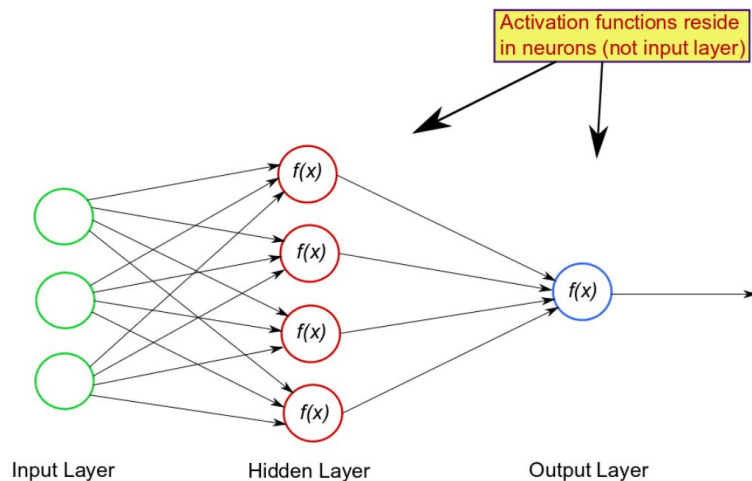 Activation functions reside
in neurons (not input layer)
f(x)
f(x)
f(x)
f(x)
f(x)
Input Layer
Hidden Layer
Output Layer